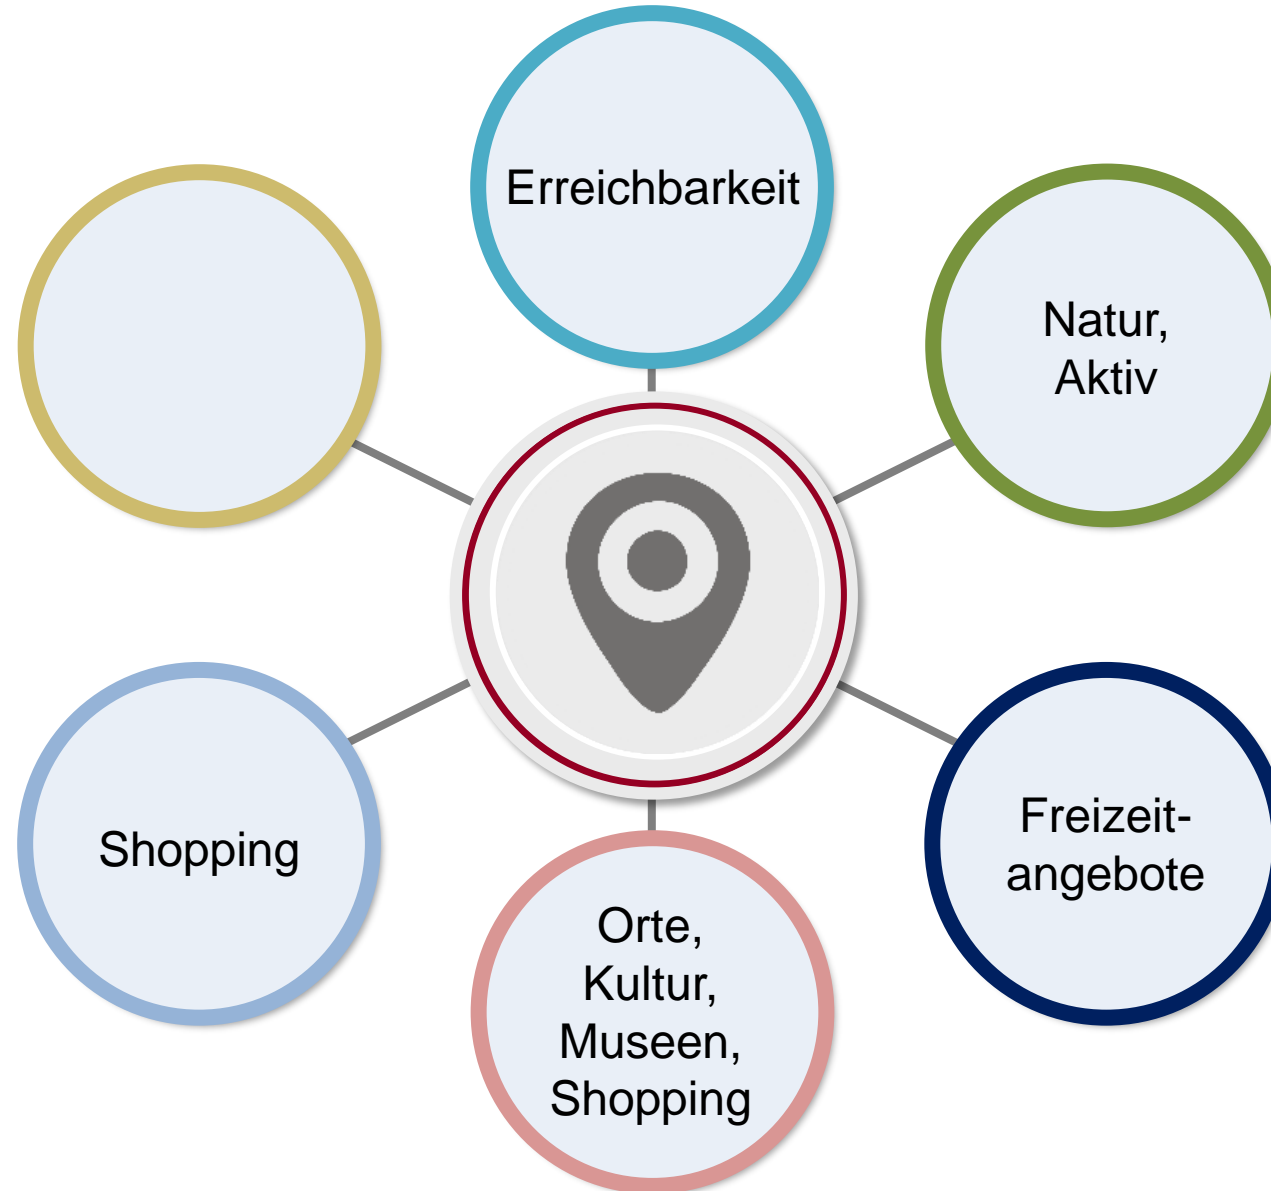 Erreichbarkeit
Natur,
Aktiv
Freizeit-
angebote
Orte,
Kultur,
Museen,
Shopping
Shopping